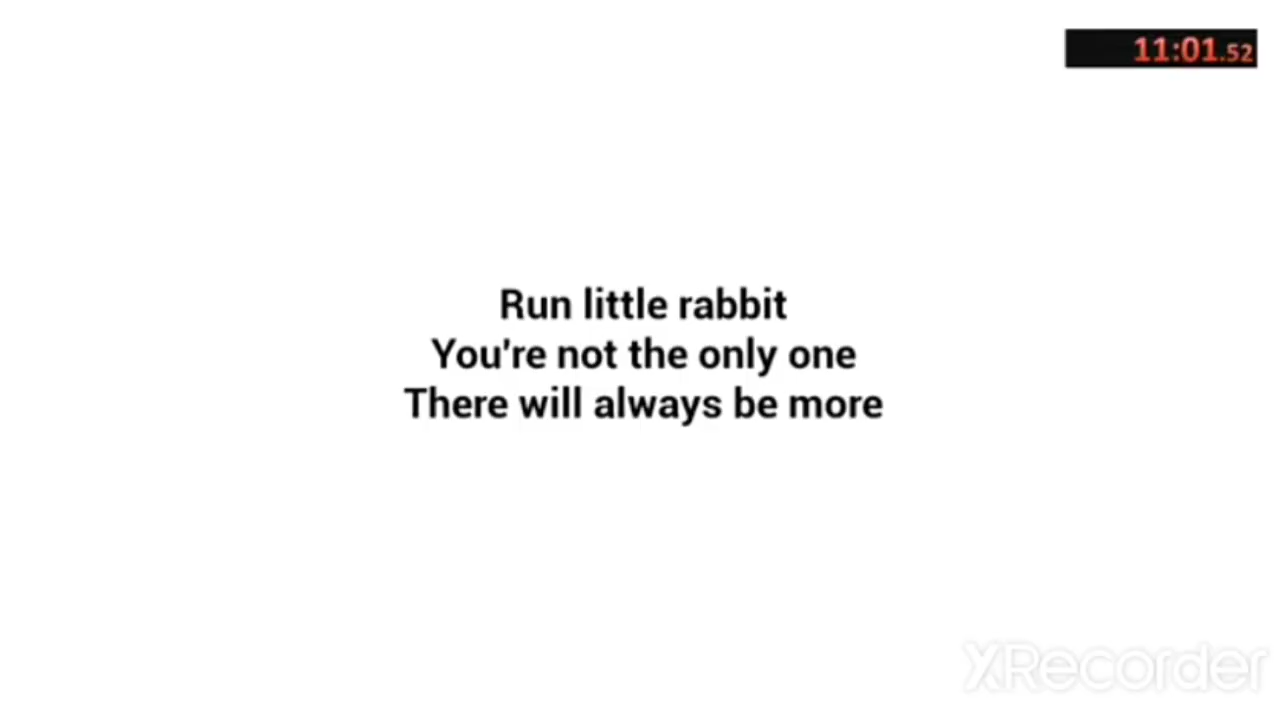 11:01.52
Run little rabbit
You're not the only one
There will always be more
XRecorder